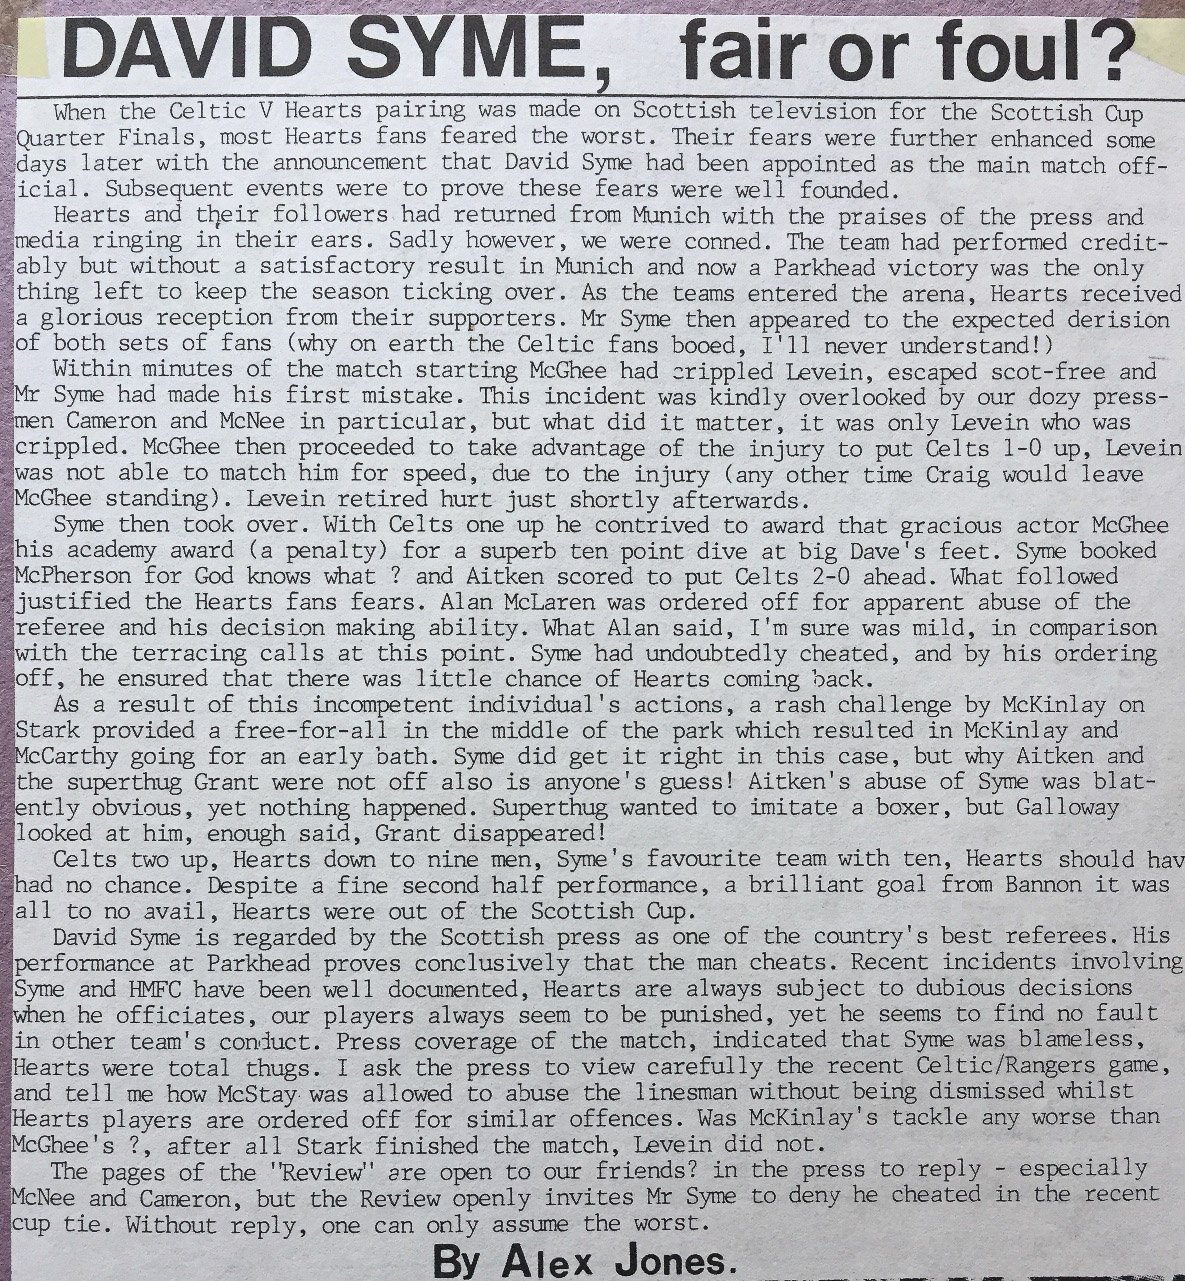 DAVID SYME, fair or foul?
When the Celtic V Hearts pairing was made on Scottish television for the Scottish Cup
Quarter Finals, most Hearts fans feared the worst. Their fears were further enhanced some
days later with the announcement that David Syme had been appointed as the main match off-
icial. Subsequent events were to prove these fears were well founded.
Hearts and their followers had returned from Munich with the praises of the press and
media ringing in their ears. Sadly however, we were conned. The team had performed credit-
ably but without a satisfactory result in Munich and now a Parkhead victory was the only
thing left to keep the season ticking over. As the teams entered the arena, Hearts received
a glorious reception from their supporters. Mr Syme then appeared to the expected derision
of both sets of fans (why on earth the Celtic fans booed, I'll never understand!)
Within minutes of the match starting McGhee had crippled Levein, escaped scot-free and
Mr Syme had made his first mistake. This incident was kindly overlooked by our dozy press-
men Cameron and McNee in particular, but what did it matter, it was only Levein who was
crippled. McGhee then proceeded to take advantage of the injury to put Celts 1-0 up, Levein
was not able to match him for speed, due to the injury (any other time Craig would leave
McGhee standing). Levein retired hurt just shortly afterwards.
Syme then took over. With Celts one up he contrived to award that gracious actor McGhee
his academy award (a penalty) for a superb ten point dive at big Dave's feet. Syme booked
McPherson for God knows what ? and Aitken scored to put Celts 2-0 ahead. What followed
justified the Hearts fans fears. Alan McLaren was ordered off for apparent abuse of the
referee and his decision making ability. What Alan said, I'm sure was mild, in comparison
with the terracing calls at this point. Syme had undoubtedly cheated, and by his ordering
off, he ensured that there was little chance of Hearts coming back.
As a result of this incompetent individual's actions, a rash challenge by McKinlay on
Stark provided a free-for-all in the middle of the park which resulted in McKinlay and
McCarthy going for an early bath. Syme did get it right in this case, but why Aitken and
the superthug Grant were not off also is anyone's guess! Aitken's abuse of Syme was blat-
ently obvious, yet nothing happened. Superthug wanted to imitate a boxer, but Galloway
looked at him, enough said, Grant disappeared!
Celts two up, Hearts down to nine men, Syme's favourite team with ten, Hearts should hav
had no chance. Despite a fine second half performance, a brilliant goal from Bannon it was
all to no avail, Hearts were out of the Scottish Cup.
David Syme is regarded by the Scottish press as one of the country's best referees. His
performance at Parkhead proves conclusively that the man cheats. Recent incidents involving
Syme and HMFC have been well documented, Hearts are always subject to dubious decisions
when he officiates, our players always seem to be punished, yet he seems to find no fault
in other team's conduct. Press coverage of the match, indicated that Syme was blameless,
Hearts were total thugs. I ask the press to view carefully the recent Celtic/Rangers game,
and tell me how McStay was allowed to abuse the linesman without being dismissed whilst
Hearts players are ordered off for similar offences. Was McKinlay's tackle any worse than
McGhee's ?, after all Stark finished the match, Levein did not.
The pages of the "Review" are open to our friends? in the press to reply - especially
McNee and Cameron, but the Review openly invites Mr Syme to deny he cheated in the recent
cup tie. Without reply, one can only assume the worst.
By Alex Jones.